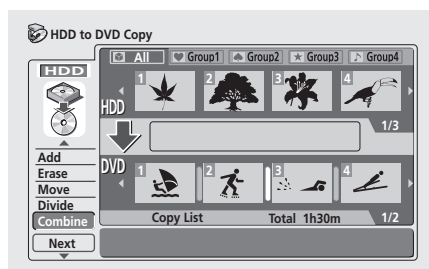 HDD to DVD Copy
All Group1 Group2 Group3 Group4
HDD
1 2 3 4
HDD
1/3
Add
Erase
Move
Divide
Combine
Next
DVD
1 2 3 4
Copy List Total 1h30m 1/2